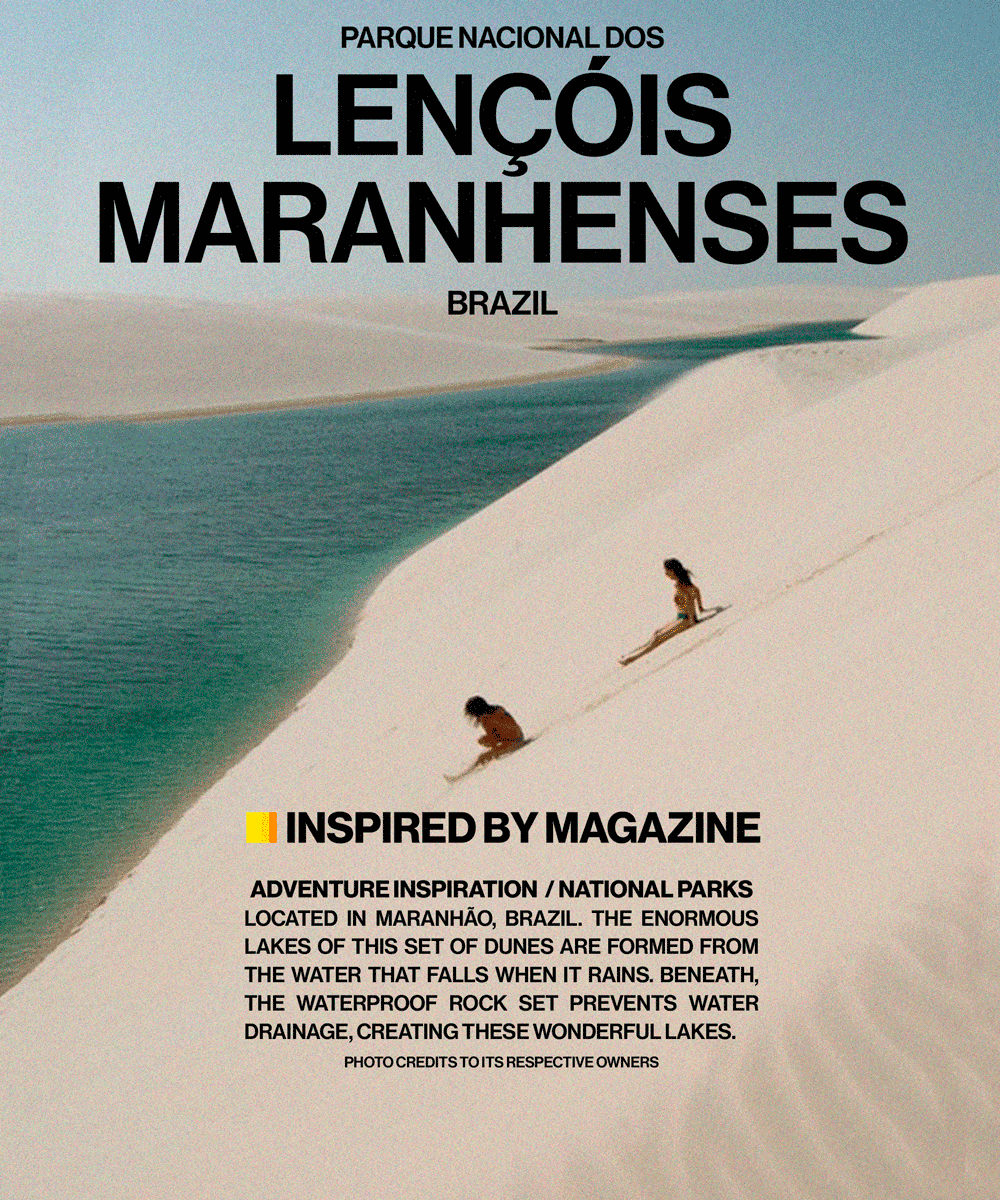 PARQUE NACIONAL DOS
LENÇÓIS
MARANHENSES
BRAZIL
INSPIRED BY MAGAZINE
ADVENTURE INSPIRATION / NATIONAL PARKS
LOCATED IN MARANHÃO, BRAZIL. THE ENORMOUS
LAKES OF THIS SET OF DUNES ARE FORMED FROM
THE WATER THAT FALLS WHEN IT RAINS. BENEATH,
THE WATERPROOF ROCK SET PREVENTS WATER
DRAINAGE, CREATING THESE WONDERFUL LAKES.
PHOTO CREDITS TO ITS RESPECTIVE OWNERS